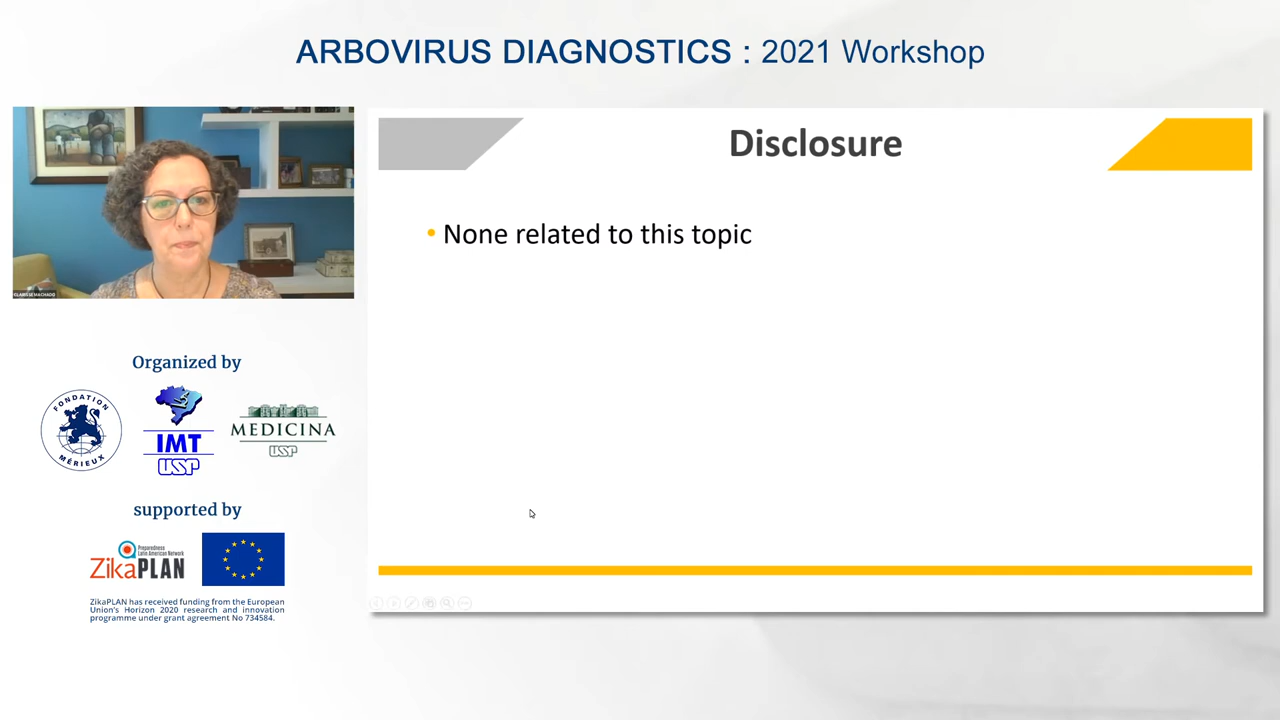 ARBOVIRUS DIAGNOSTICS : 2021 Workshop
Disclosure
• None related to this topic
CLARISSE MACHADO
Organized by
FONDATION
MÉRIEUX
IMT
USP
MEDICINA
USP
supported by
Preparedness
Latin American Network
ZikaPLAN
ZikaPLAN has received funding from the European
Union's Horizon 2020 research and innovation
programme under grant agreement No 734584.